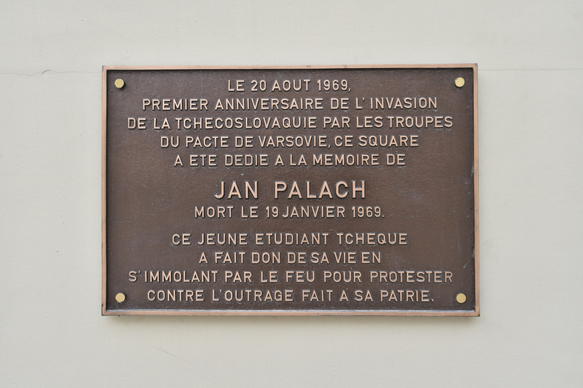 LE 20 AOUT 1969,
PREMIER ANNIVERSAIRE DE L'INVASION
DE LA TCHECOSLOVAQUIE PAR LES TROUPES
DU PACTE DE VARSOVIE, CE SQUARE
A ETE DEDIE A LA MEMOIRE DE
JAN PALACH
MORT LE 19 JANVIER 1969.
CE JEUNE ETUDIANT TCHEQUE
A FAIT DON DE SA VIE EN
S'IMMOLANT PAR LE FEU POUR PROTESTER
CONTRE L'OUTRAGE FAIT A SA PATRIE.